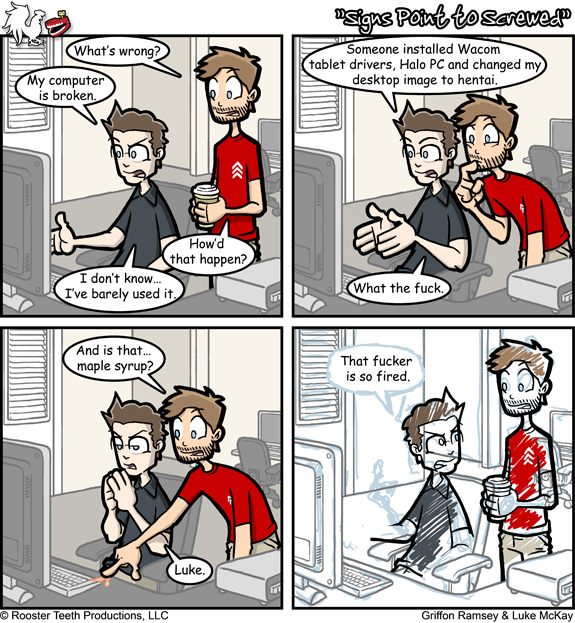 "Signs Point to Screwed"
What's wrong?
My computer
is broken.
How'd
that happen?
I don't know...
I've barely used it.
Someone installed Wacom
tablet drivers, Halo PC and changed my
desktop image to hentai.
What the fuck.
And is that...
maple syrup?
Luke.
That fucker
is so fired.
© Rooster Teeth Productions, LLC
Griffon Ramsey & Luke McKay